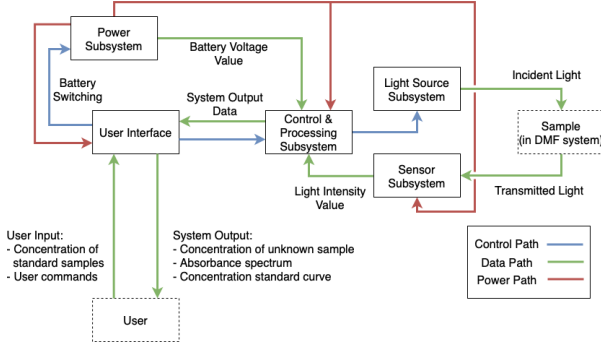 Power
Subsystem
Battery Voltage
Value
Battery
Switching
System Output
Data
User Interface
Control &
Processing
Subsystem
Light Source
Subsystem
Incident Light
Sample
(in DMF system)
Sensor
Subsystem
Light Intensity
Value
Transmitted Light
User Input:
- Concentration of
standard samples
- User commands
System Output:
- Concentration of unknown sample
- Absorbance spectrum
- Concentration standard curve
User
Control Path
Data Path
Power Path